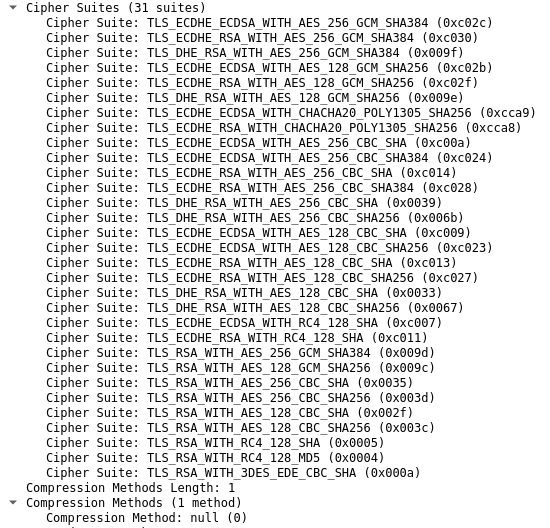 Cipher Suites (31 suites)
Cipher Suite: TLS_ECDHE_ECDSA_WITH_AES_256_GCM_SHA384 (0xc02c)
Cipher Suite: TLS_ECDHE_RSA_WITH_AES_256_GCM_SHA384 (0xc030)
Cipher Suite: TLS_DHE_RSA_WITH_AES_256_GCM_SHA384 (0x009f)
Cipher Suite: TLS_ECDHE_ECDSA_WITH_AES_128_GCM_SHA256 (0xc02b)
Cipher Suite: TLS_ECDHE_RSA_WITH_AES_128_GCM_SHA256 (0xc02f)
Cipher Suite: TLS_DHE_RSA_WITH_AES_128_GCM_SHA256 (0x009e)
Cipher Suite: TLS_ECDHE_ECDSA_WITH_CHACHA20_POLY1305_SHA256 (0xcca9)
Cipher Suite: TLS_ECDHE_RSA_WITH_CHACHA20_POLY1305_SHA256 (0xcca8)
Cipher Suite: TLS_ECDHE_ECDSA_WITH_AES_256_CBC_SHA (0xc00a)
Cipher Suite: TLS_ECDHE_ECDSA_WITH_AES_256_CBC_SHA384 (0xc024)
Cipher Suite: TLS_ECDHE_RSA_WITH_AES_256_CBC_SHA (0xc014)
Cipher Suite: TLS_ECDHE_RSA_WITH_AES_256_CBC_SHA384 (0xc028)
Cipher Suite: TLS_DHE_RSA_WITH_AES_256_CBC_SHA (0x0039)
Cipher Suite: TLS_DHE_RSA_WITH_AES_256_CBC_SHA256 (0x006b)
Cipher Suite: TLS_ECDHE_ECDSA_WITH_AES_128_CBC_SHA (0xc009)
Cipher Suite: TLS_ECDHE_ECDSA_WITH_AES_128_CBC_SHA256 (0xc023)
Cipher Suite: TLS_ECDHE_RSA_WITH_AES_128_CBC_SHA (0xc013)
Cipher Suite: TLS_ECDHE_RSA_WITH_AES_128_CBC_SHA256 (0xc027)
Cipher Suite: TLS_DHE_RSA_WITH_AES_128_CBC_SHA (0x0033)
Cipher Suite: TLS_DHE_RSA_WITH_AES_128_CBC_SHA256 (0x0067)
Cipher Suite: TLS_ECDHE_ECDSA_WITH_RC4_128_SHA (0xc007)
Cipher Suite: TLS_ECDHE_RSA_WITH_RC4_128_SHA (0xc011)
Cipher Suite: TLS_RSA_WITH_AES_256_GCM_SHA384 (0x009d)
Cipher Suite: TLS_RSA_WITH_AES_128_GCM_SHA256 (0x009c)
Cipher Suite: TLS_RSA_WITH_AES_256_CBC_SHA (0x0035)
Cipher Suite: TLS_RSA_WITH_AES_256_CBC_SHA256 (0x003d)
Cipher Suite: TLS_RSA_WITH_AES_128_CBC_SHA (0x002f)
Cipher Suite: TLS_RSA_WITH_AES_128_CBC_SHA256 (0x003c)
Cipher Suite: TLS_RSA_WITH_RC4_128_SHA (0x0005)
Cipher Suite: TLS_RSA_WITH_RC4_128_MD5 (0x0004)
Cipher Suite: TLS_RSA_WITH_3DES_EDE_CBC_SHA (0x000a)
Compression Methods Length: 1
Compression Methods (1 method)
Compression Method: null (0)